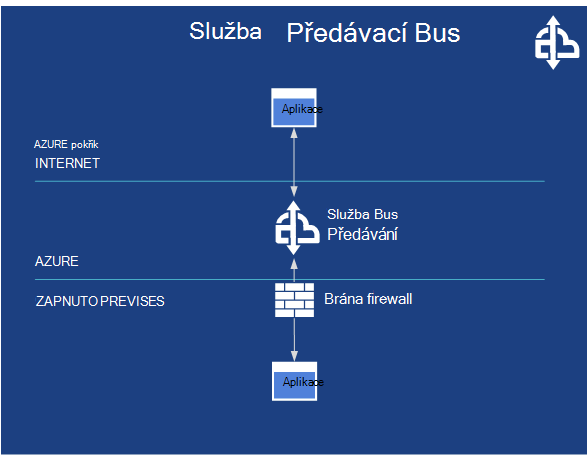 Služba Předávací Bus
Aplikace
AZURE pokřik
INTERNET
Služba Bus
Předávání
AZURE
ZAPNUTO PREVISES
Brána firewall
Aplikace